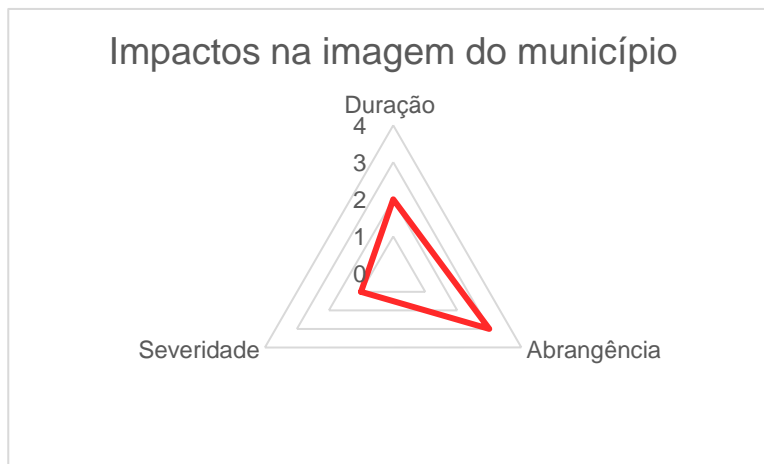 Impactos na imagem do município
Duração
4
3
2
1
0
Severidade
Abrangência